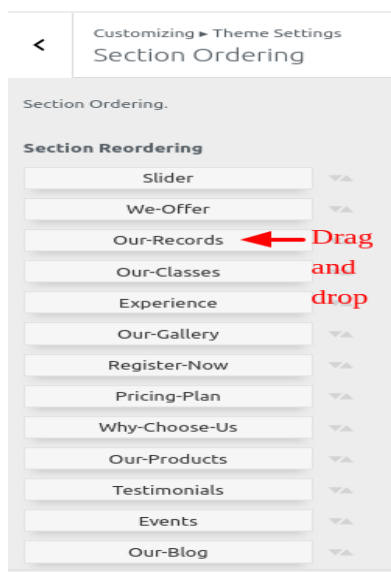 Customizing ▸ Theme Settings
Section Ordering
Section Ordering.
Section Reordering
Slider
We-Offer
Our-Records
Drag
Our-Classes
and
Experience
drop
Our-Gallery
Register-Now
Pricing-Plan
Why-Choose-Us
Our-Products
Testimonials
Events
Our-Blog